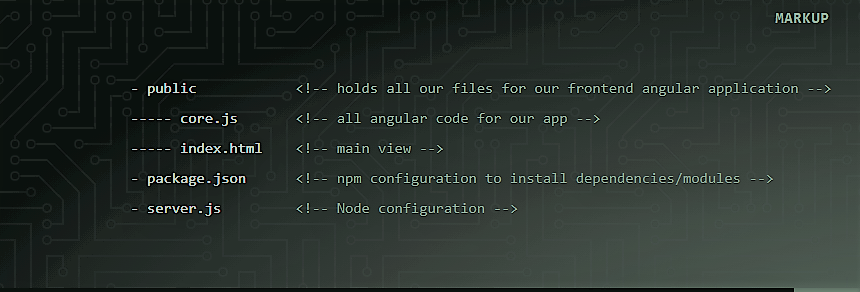 MARKUP
- public <!-- holds all our files for our frontend angular application -->
----- core.js <!-- all angular code for our app -->
----- index.html <!-- main view -->
- package.json <!-- npm configuration to install dependencies/modules -->
- server.js <!-- Node configuration -->